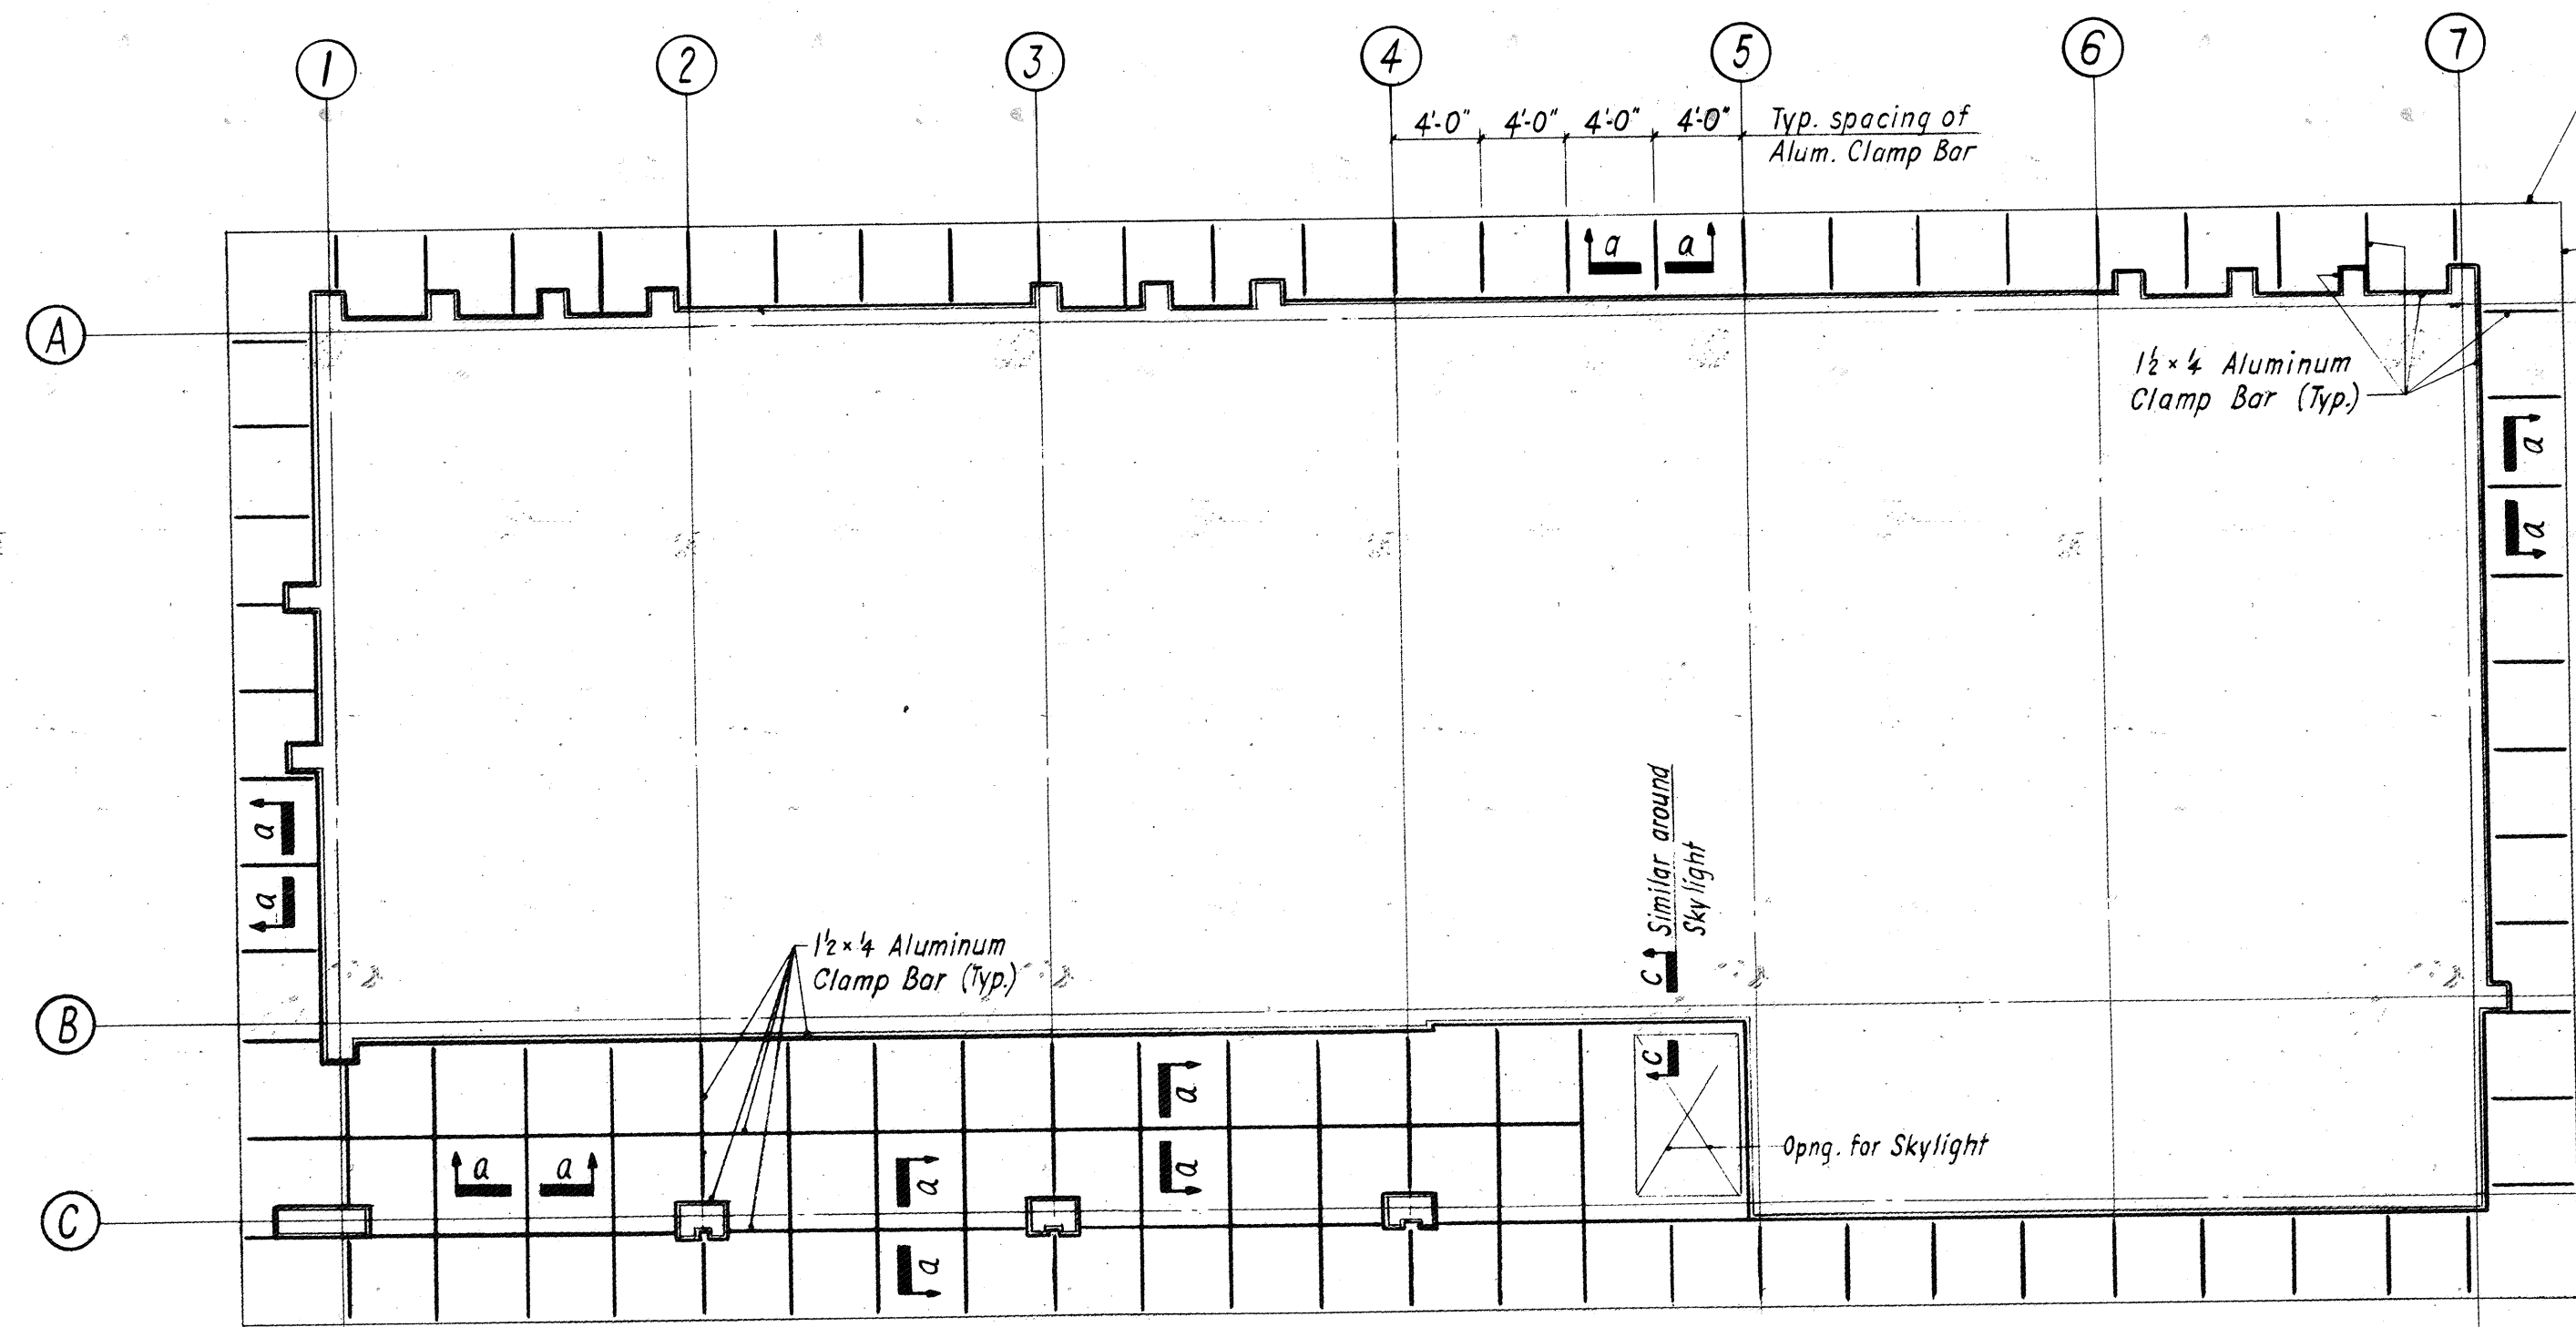 1 2 3 4 5 6 7
4'-0" 4'-0" 4'-0" 4'-0" Typ. spacing of
Alum. Clamp Bar
a a
A
1½ × ¼ Aluminum
Clamp Bar (Typ.)
a
a
a
a
Similar around
Skylight
c
1½ × ¼ Aluminum
Clamp Bar (Typ.)
B
c
a
Opng. for Skylight
a a
a
a
C
a